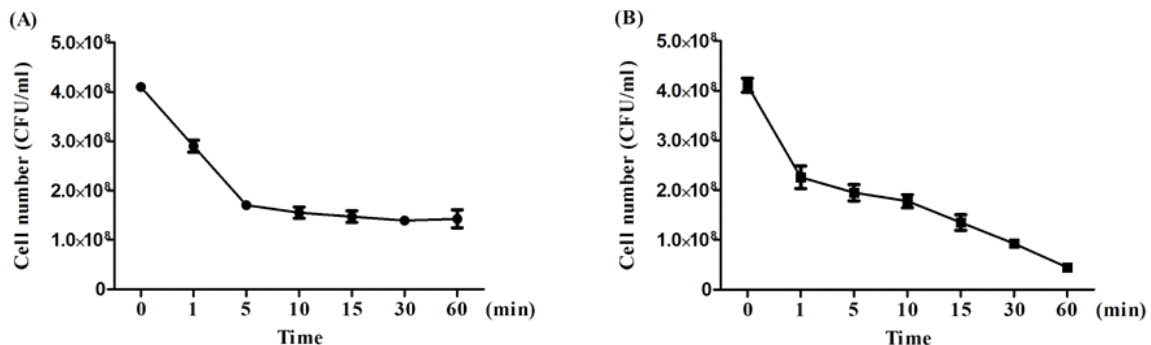 (A)
Cell number (CFU/ml)
5.0×10⁸
4.0×10⁸
3.0×10⁸
2.0×10⁸
1.0×10⁸
0
0 1 5 10 15 30 60 (min)
Time
(B)
Cell number (CFU/ml)
5.0×10⁸
4.0×10⁸
3.0×10⁸
2.0×10⁸
1.0×10⁸
0
0 1 5 10 15 30 60 (min)
Time